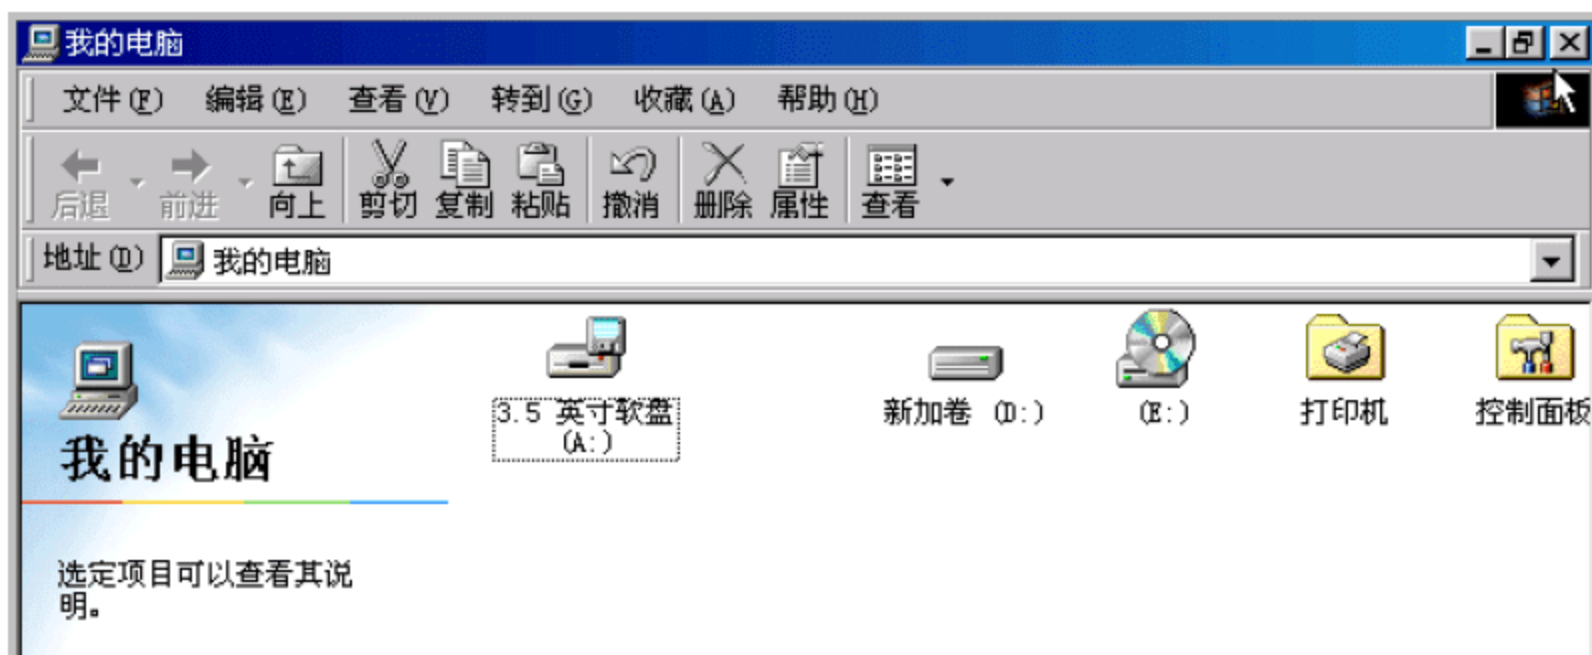 我的电脑
文件(F) 编辑(E) 查看(V) 转到(G) 收藏(A) 帮助(H)
后退 前进 向上 剪切 复制 粘贴 撤消 删除 属性 查看
地址(D) 我的电脑
3.5 英寸软盘
(A:)
新加卷 (D:)
(E:)
打印机
控制面板
我的电脑
选定项目可以查看其说
明。